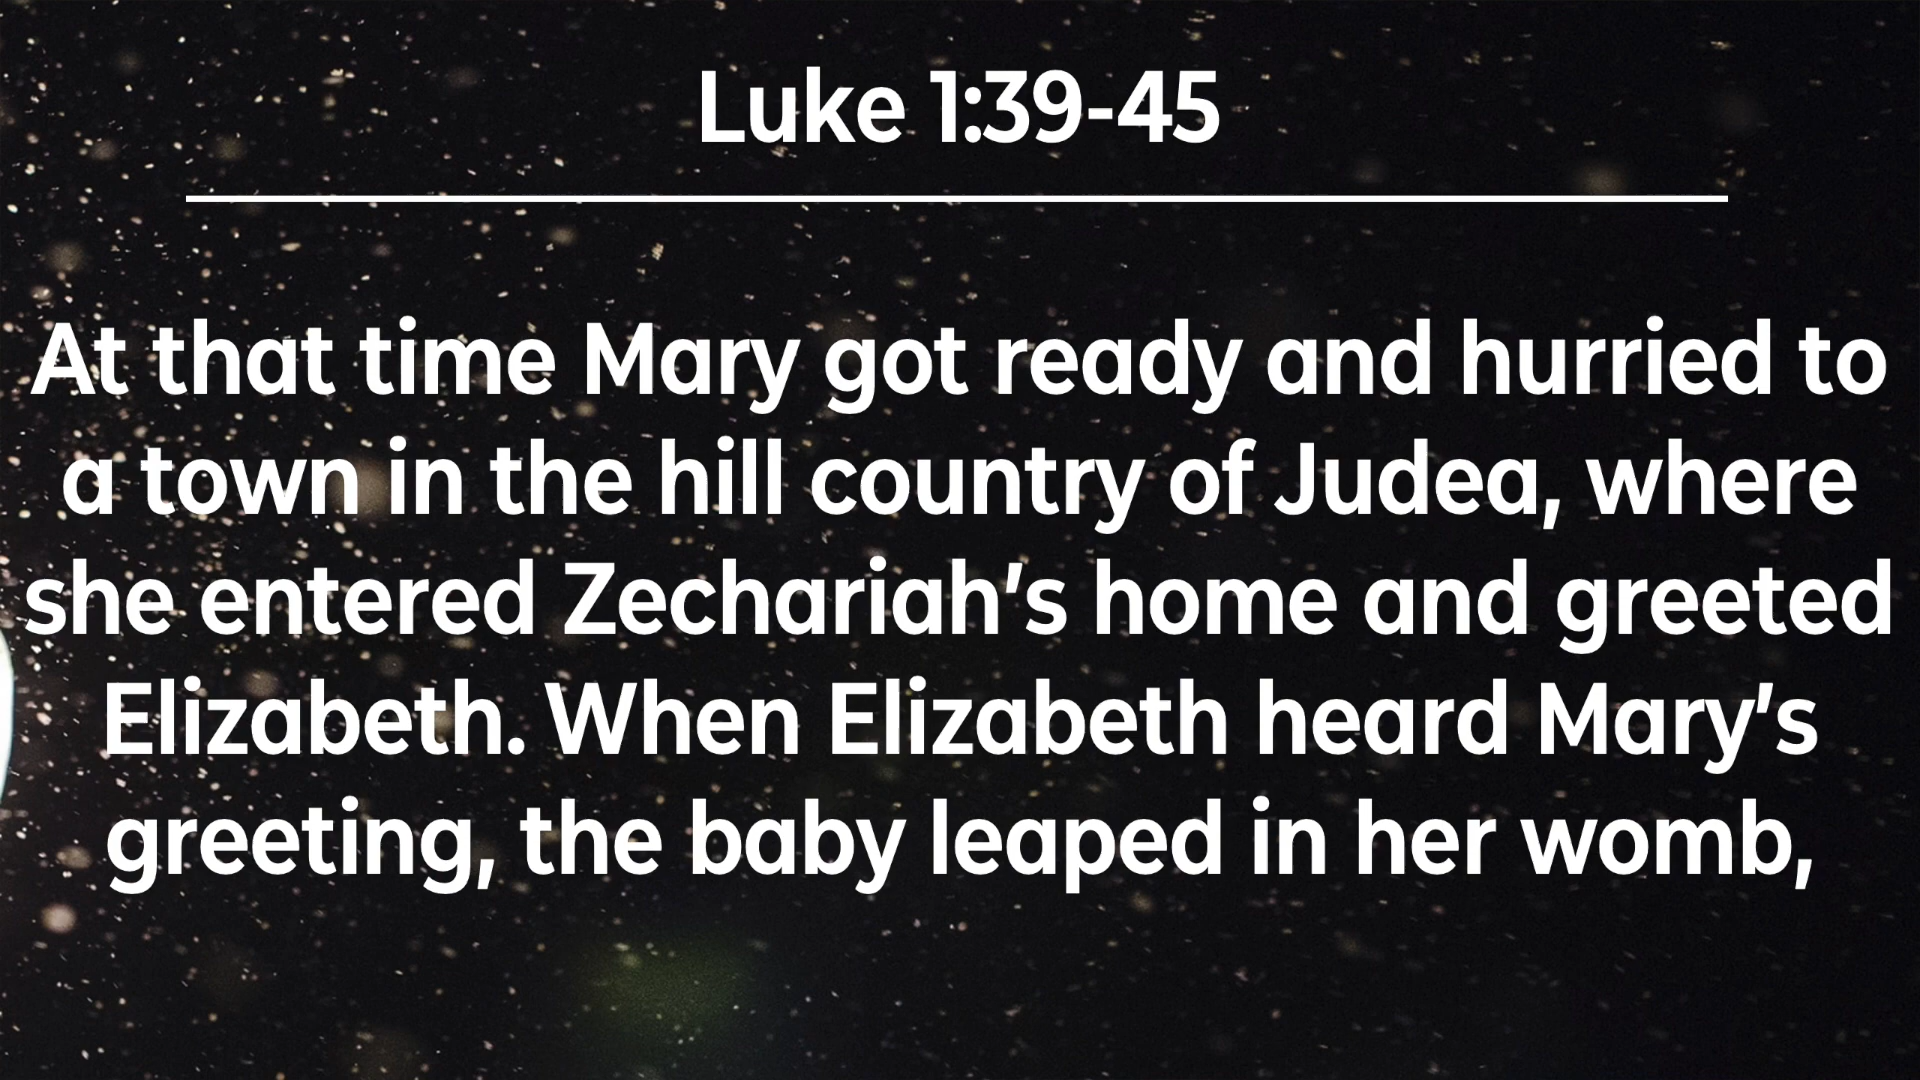 Luke 1:39-45
At that time Mary got ready and hurried to
a town in the hill country of Judea, where
she entered Zechariah’s home and greeted
Elizabeth. When Elizabeth heard Mary’s
greeting, the baby leaped in her womb,